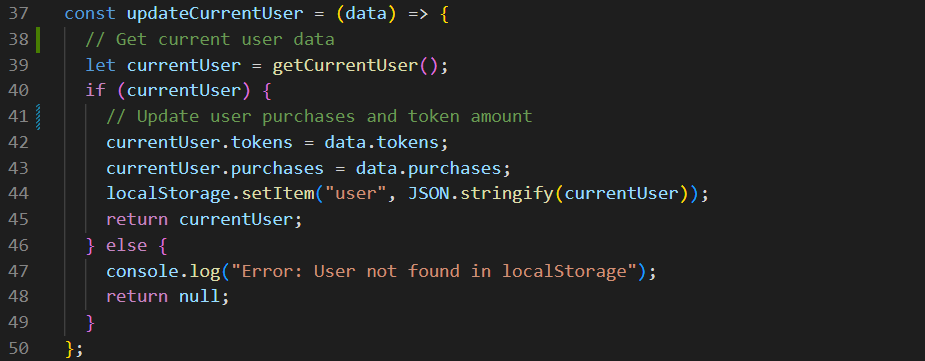 37 const updateCurrentUser = (data) => {
38 // Get current user data
39 let currentUser = getCurrentUser();
40 if (currentUser) {
41 // Update user purchases and token amount
42 currentUser.tokens = data.tokens;
43 currentUser.purchases = data.purchases;
44 localStorage.setItem("user", JSON.stringify(currentUser));
45 return currentUser;
46 } else {
47 console.log("Error: User not found in localStorage");
48 return null;
49 }
50 };